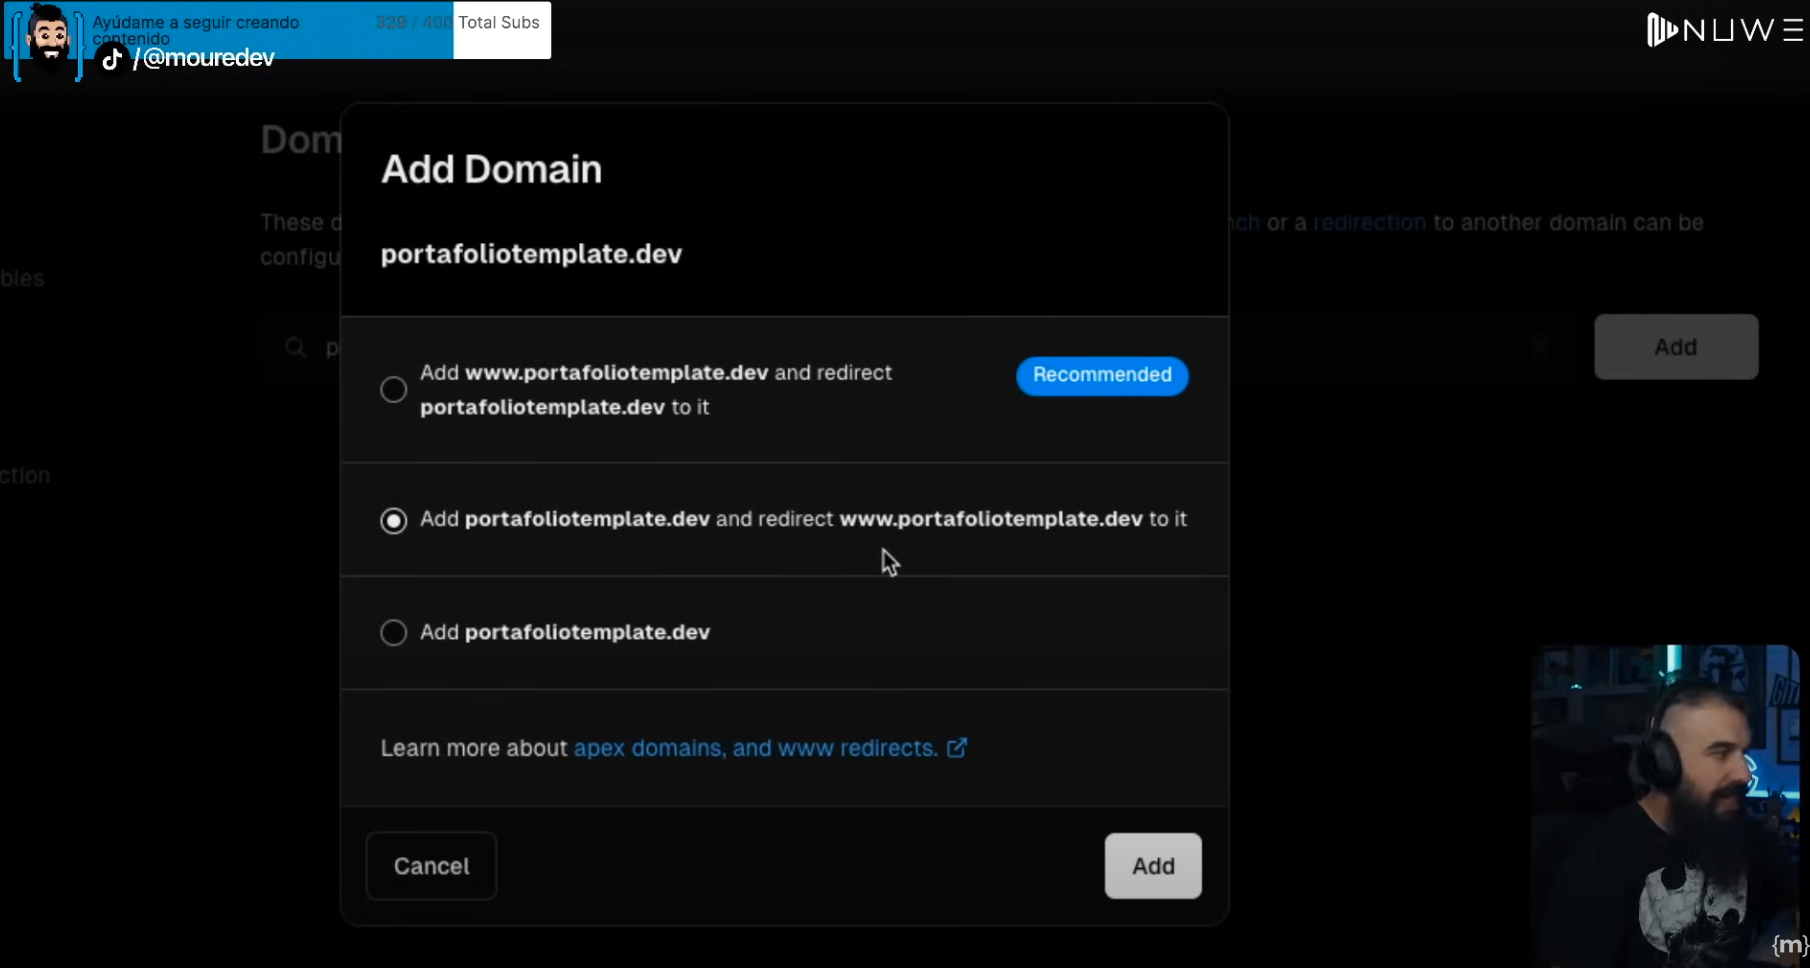 Ayúdame a seguir creando
contenido
329 / 400 Total Subs
/@mouredev
NUWE
Dom
Add Domain
These d
nch or a redirection to another domain can be
configu
portafoliotemplate.dev
bles
Add www.portafoliotemplate.dev and redirect
portafoliotemplate.dev to it
Recommended
p
Add
ction
Add portafoliotemplate.dev and redirect www.portafoliotemplate.dev to it
Add portafoliotemplate.dev
Learn more about apex domains, and www redirects.
Cancel
Add
{m}